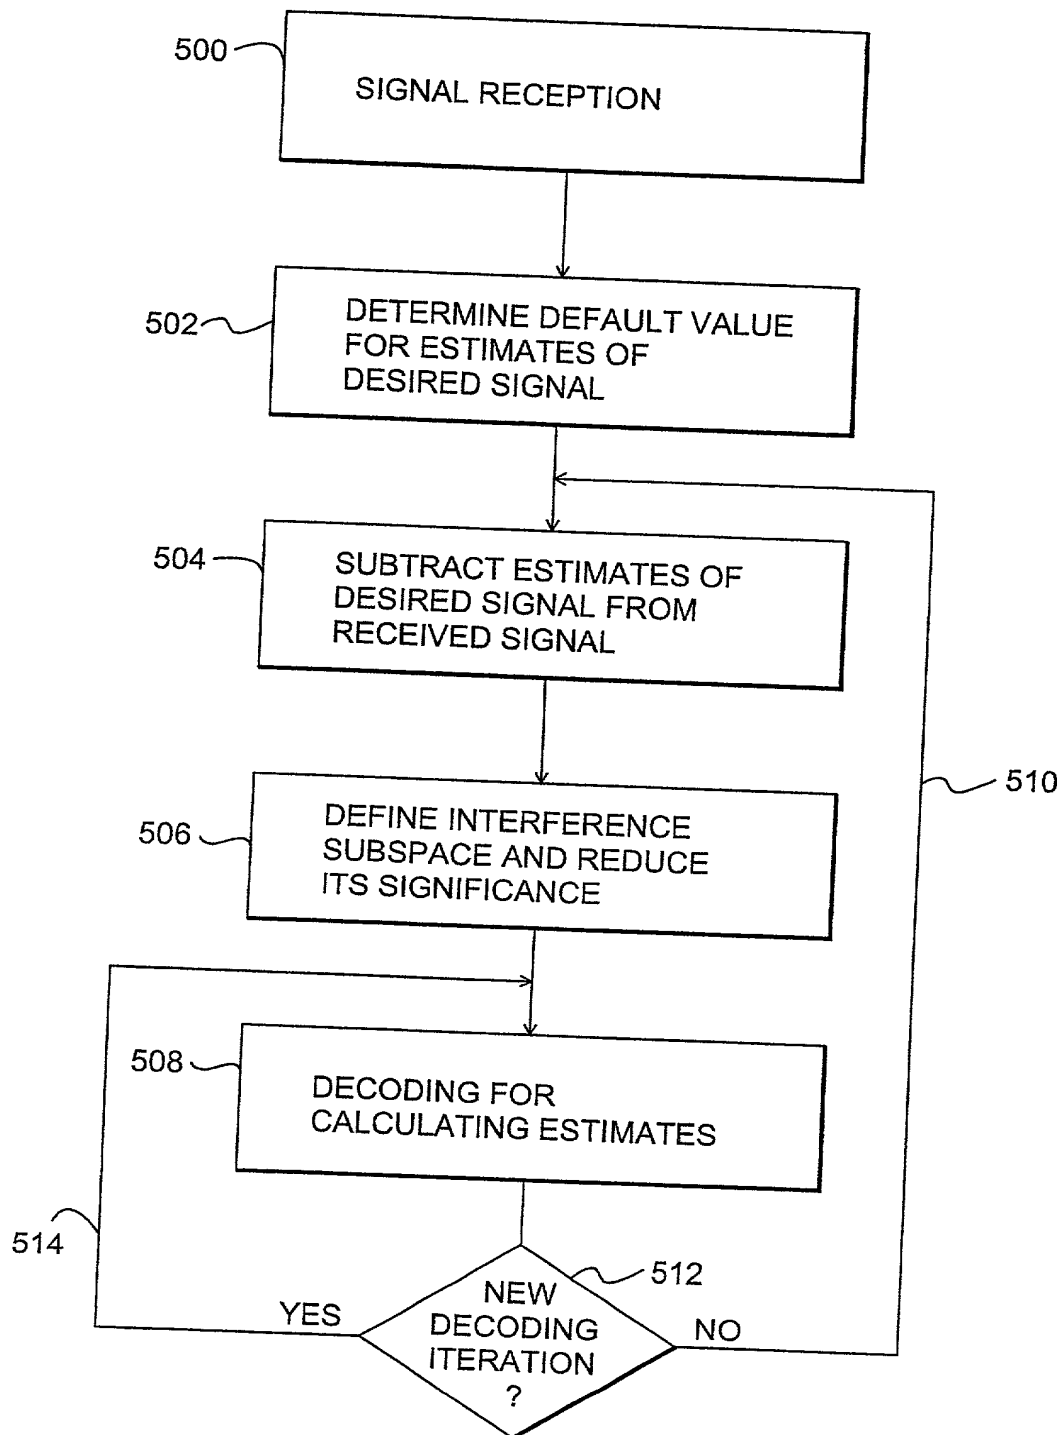 500
SIGNAL RECEPTION
502
DETERMINE DEFAULT VALUE
FOR ESTIMATES OF
DESIRED SIGNAL
504
SUBTRACT ESTIMATES OF
DESIRED SIGNAL FROM
RECEIVED SIGNAL
510
506
DEFINE INTERFERENCE
SUBSPACE AND REDUCE
ITS SIGNIFICANCE
508
DECODING FOR
CALCULATING ESTIMATES
514
512
YES
NEW
DECODING
ITERATION
?
NO